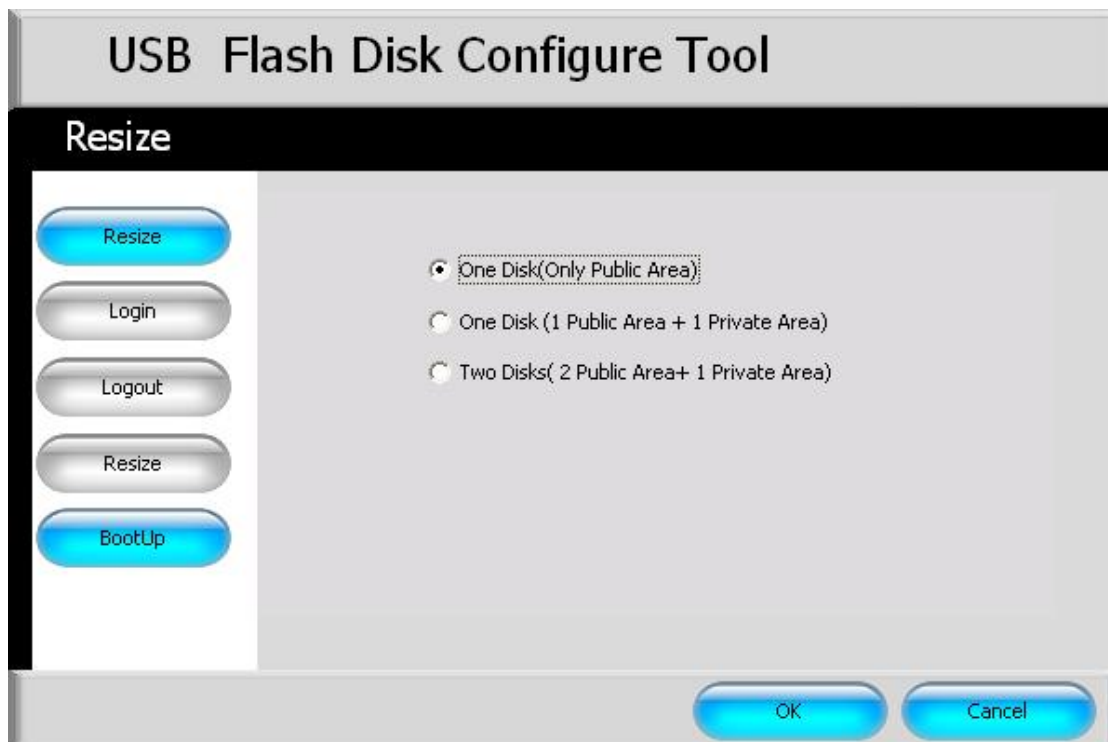 USB Flash Disk Configure Tool
Resize
Resize
Login
Logout
Resize
BootUp
One Disk(Only Public Area)
One Disk (1 Public Area + 1 Private Area)
Two Disks( 2 Public Area+ 1 Private Area)
OK
Cancel